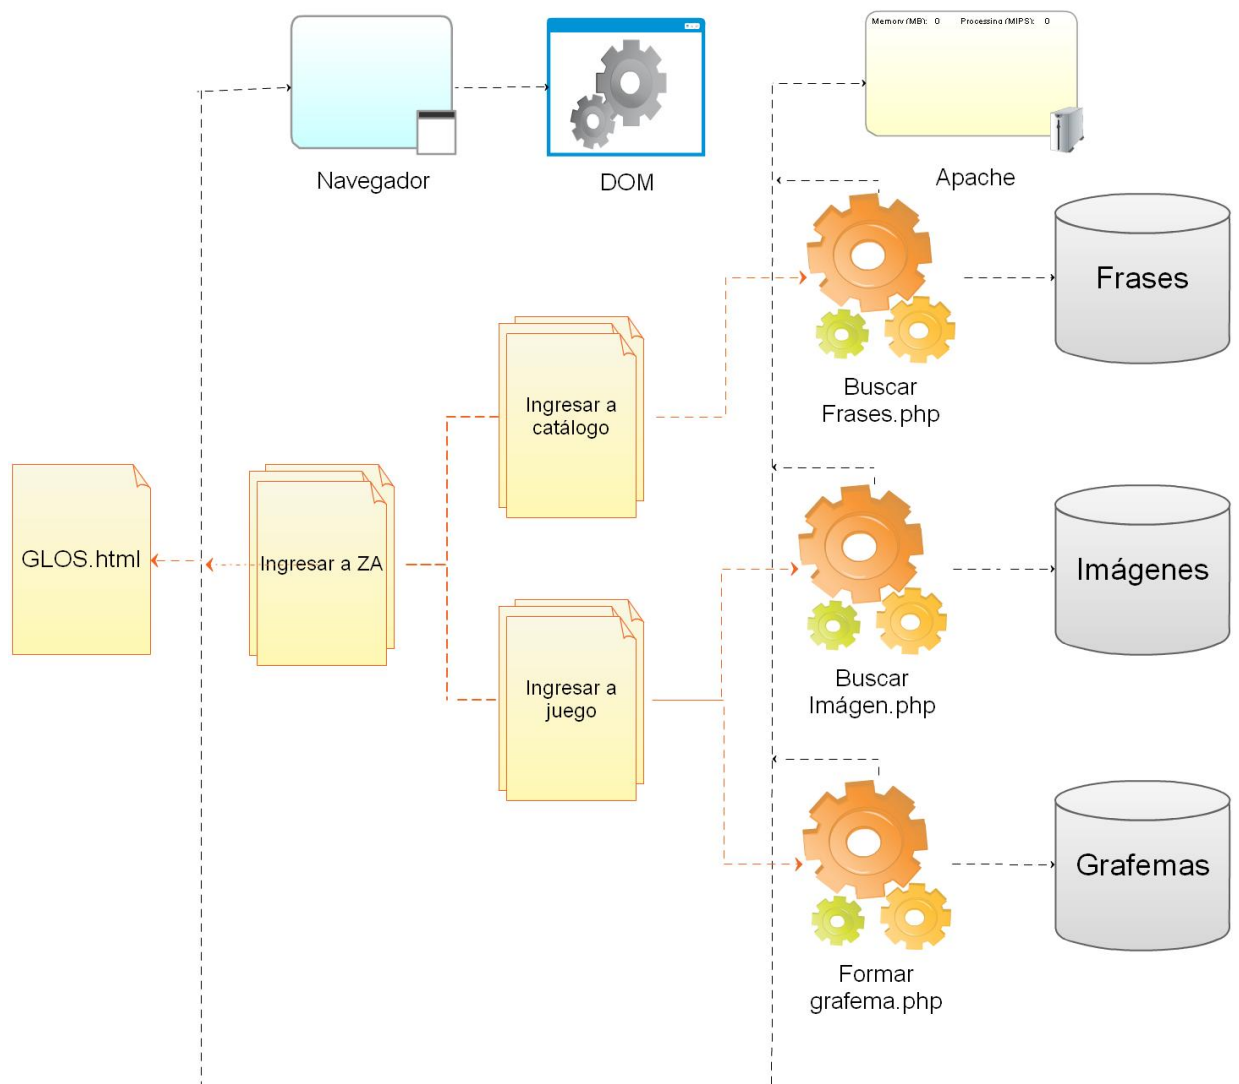 Memory (MB): 0 Processing (MIPS): 0
Navegador
DOM
Apache
Frases
Buscar
Frases.php
Ingresar a
catálogo
GLOS.html
Ingresar a ZA
Imágenes
Buscar
Imágen.php
Ingresar a
juego
Grafemas
Formar
grafema.php